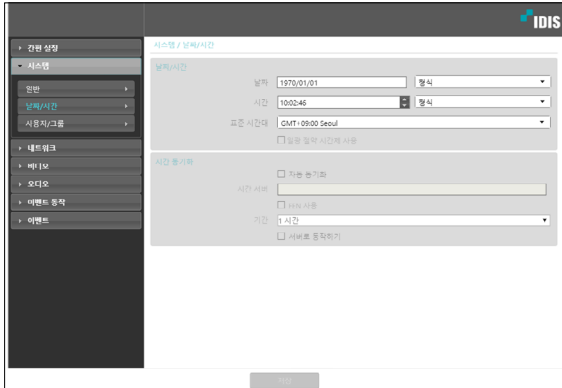 IDIS
간편 설정
시스템
일반
날짜/시간
사용자/그룹
네트워크
비디오
오디오
이벤트 동작
이벤트
시스템 / 날짜/시간
날짜/시간
날짜 1970/01/01 형식
시간 10:02:46 형식
표준 시간대 GMT+09:00 Seoul
일광 절약 시간제 사용
시간 동기화
자동 동기화
시간 서버
사용
기간 1 시간
서버로 동작하기
저장